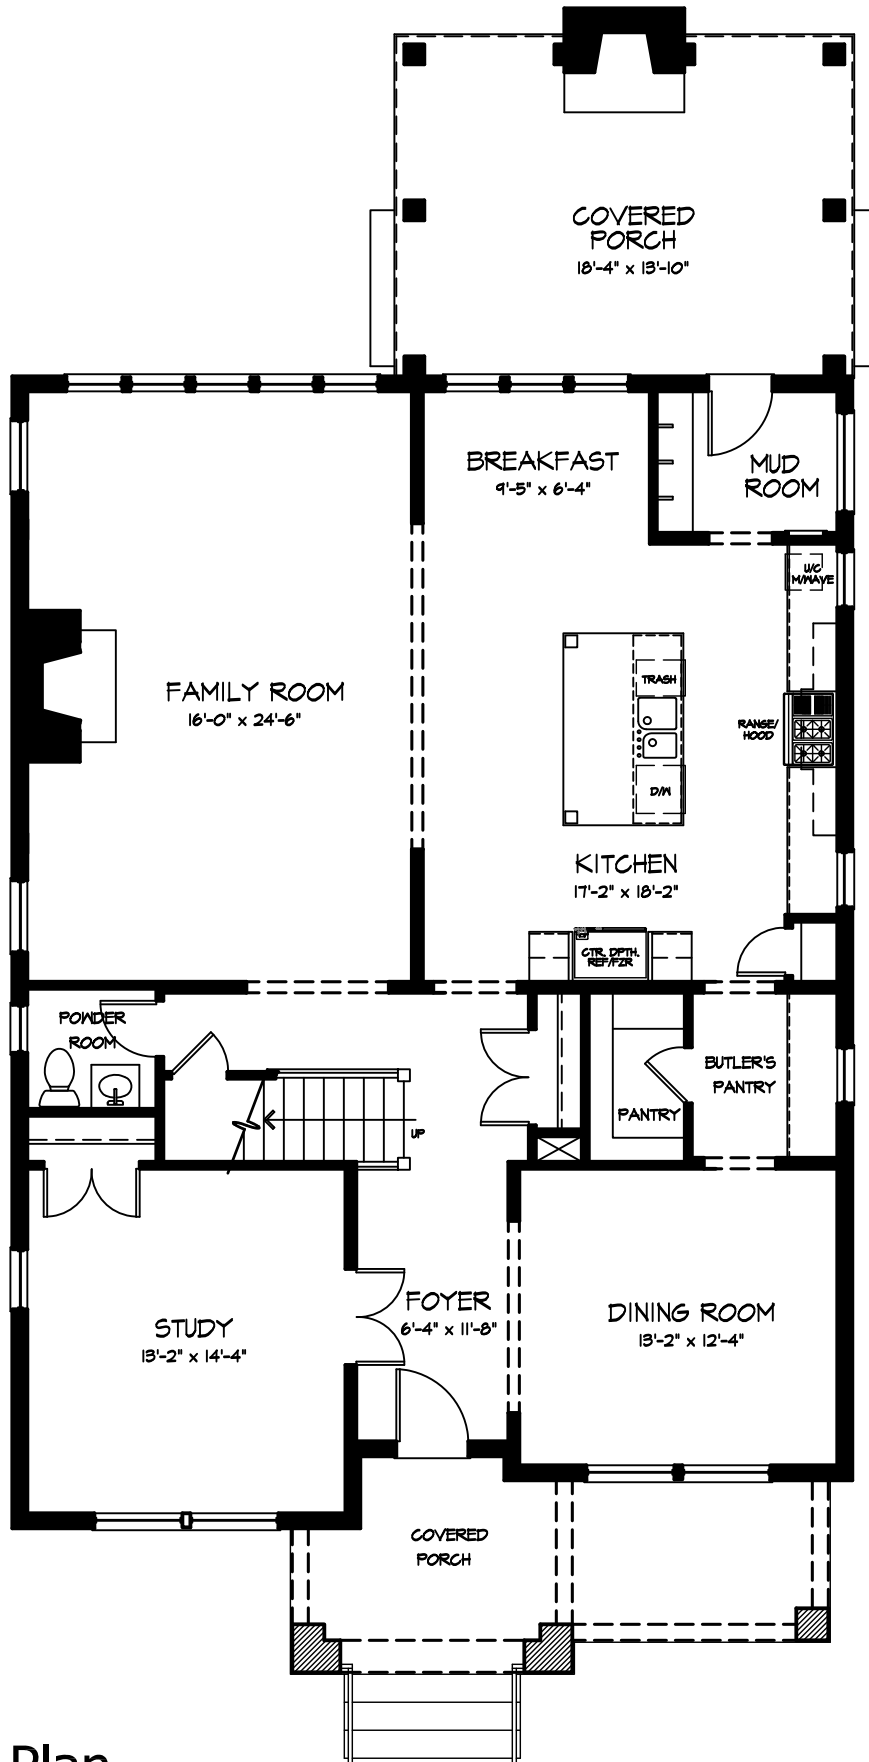 COVERED
PORCH
18'-4" x 13'-10"
BREAKFAST
9'-5" x 6'-4"
MUD
ROOM
U/C
M/WAVE
FAMILY ROOM
16'-0" x 24'-6"
TRASH
RANGE/
HOOD
D/W
KITCHEN
17'-2" x 18'-2"
CTR. DPTH.
REF/FZR
POWDER
ROOM
BUTLER'S
PANTRY
PANTRY
UP
FOYER
6'-4" x 11'-8"
STUDY
13'-2" x 14'-4"
DINING ROOM
13'-2" x 12'-4"
COVERED
PORCH
Plan